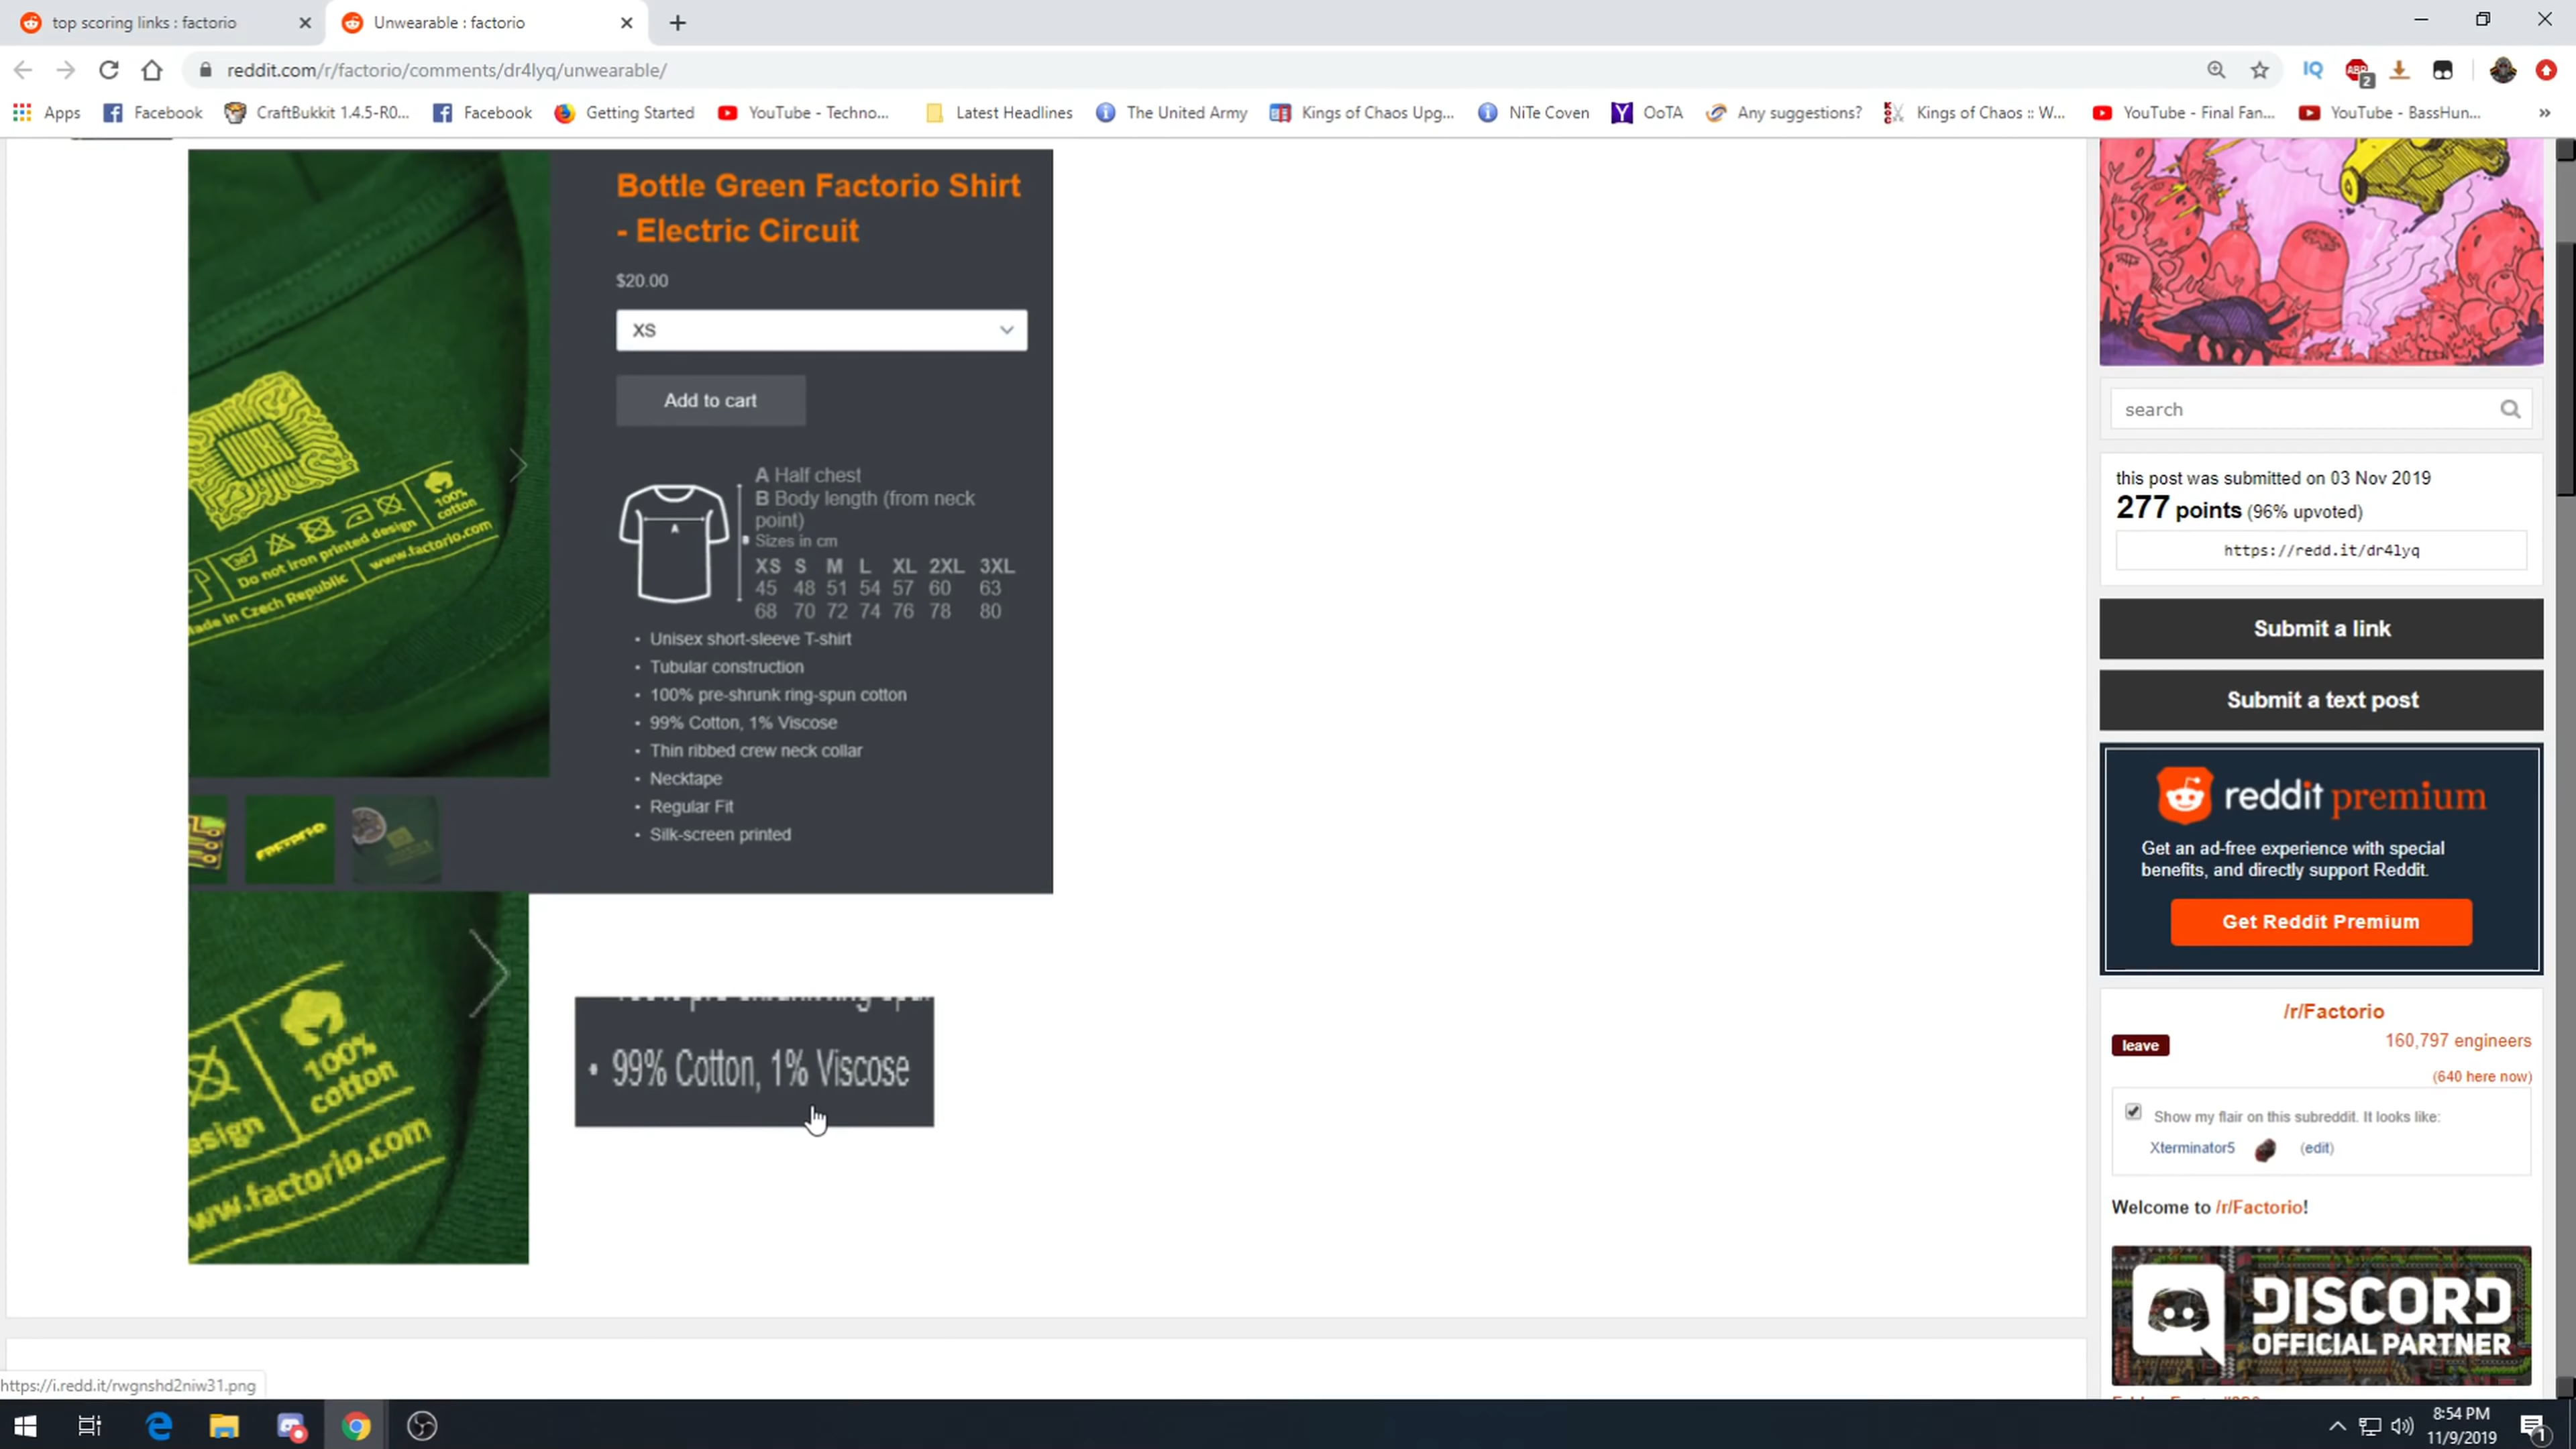 top scoring links : factorio
Unwearable : factorio
reddit.com/r/factorio/comments/dr4lyq/unwearable/
IQ
ABP
2
Apps
Facebook
CraftBukkit 1.4.5-R0...
Facebook
Getting Started
YouTube - Techno...
Latest Headlines
The United Army
Kings of Chaos Upg...
NiTe Coven
OoTA
Any suggestions?
Kings of Chaos :: W...
YouTube - Final Fan...
YouTube - BassHun...
»
100%
cotton
Do not iron printed design
www.factorio.com
Made in Czech Republic
FACTORIO
Bottle Green Factorio Shirt
- Electric Circuit
$20.00
XS
Add to cart
A
A Half chest
B Body length (from neck
point)
Sizes in cm
XS S M L XL 2XL 3XL
45 48 51 54 57 60 63
68 70 72 74 76 78 80
• Unisex short-sleeve T-shirt
• Tubular construction
• 100% pre-shrunk ring-spun cotton
• 99% Cotton, 1% Viscose
• Thin ribbed crew neck collar
• Necktape
• Regular Fit
• Silk-screen printed
100%
cotton
esign
ww.factorio.com
• 99% Cotton, 1% Viscose
search
this post was submitted on 03 Nov 2019
277 points (96% upvoted)
https://redd.it/dr4lyq
Submit a link
Submit a text post
reddit premium
Get an ad-free experience with special
benefits, and directly support Reddit.
Get Reddit Premium
/r/Factorio
leave
160,797 engineers
(640 here now)
Show my flair on this subreddit. It looks like:
Xterminator5 (edit)
Welcome to /r/Factorio!
DISCORD
OFFICIAL PARTNER
https://i.redd.it/rwgnshd2niw31.png
8:54 PM
11/9/2019
1